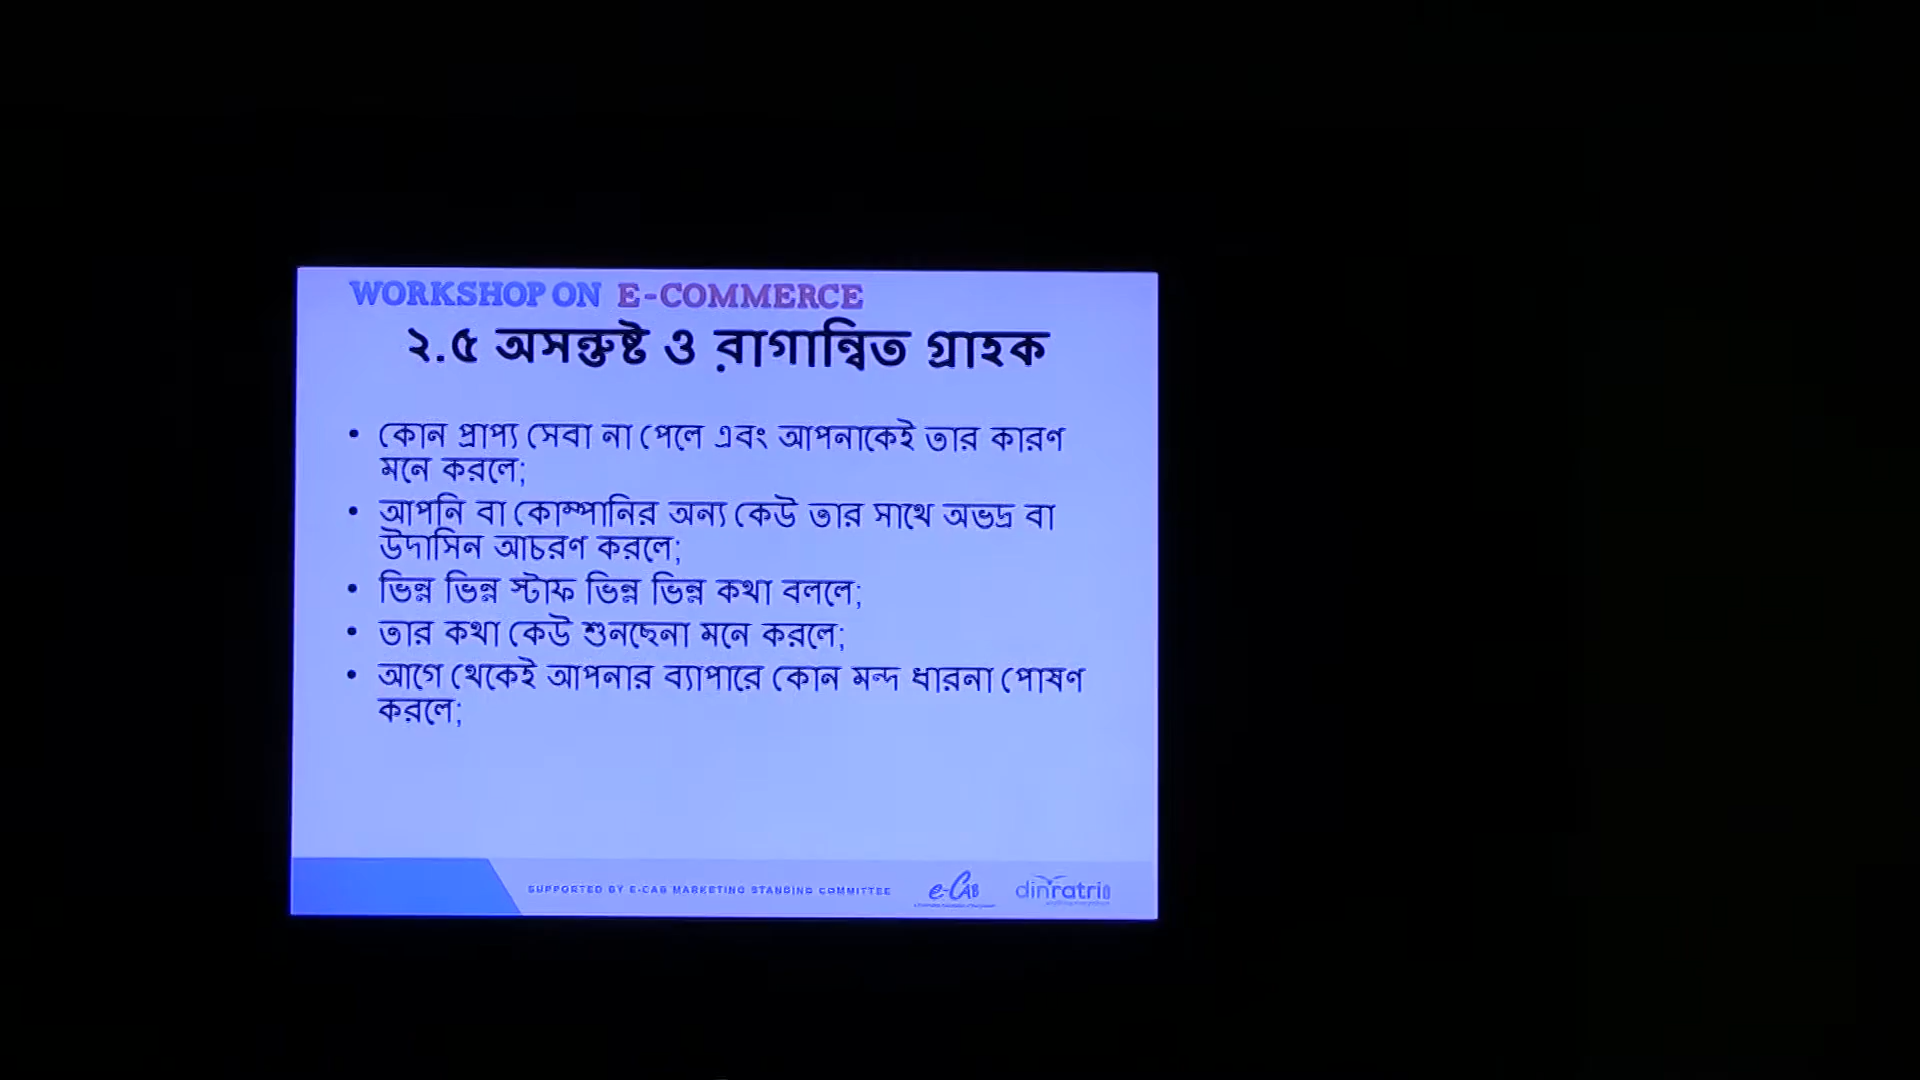 WORKSHOP ON E-COMMERCE
২.৫ অসন্তুষ্ট ও রাগান্বিত গ্রাহক
• কোন প্রাপ্য সেবা না পেলে এবং আপনাকেই তার কারণ
মনে করলে;
• আপনি বা কোম্পানির অন্য কেউ তার সাথে অভদ্র বা
উদাসিন আচরণ করলে;
• ভিন্ন ভিন্ন স্টাফ ভিন্ন ভিন্ন কথা বললে;
• তার কথা কেউ শুনছেনা মনে করলে;
• আগে থেকেই আপনার ব্যাপারে কোন মন্দ ধারনা পোষণ
করলে;
SUPPORTED BY E-CAB MARKETING STANDING COMMITTEE
e-CAB
dinratri